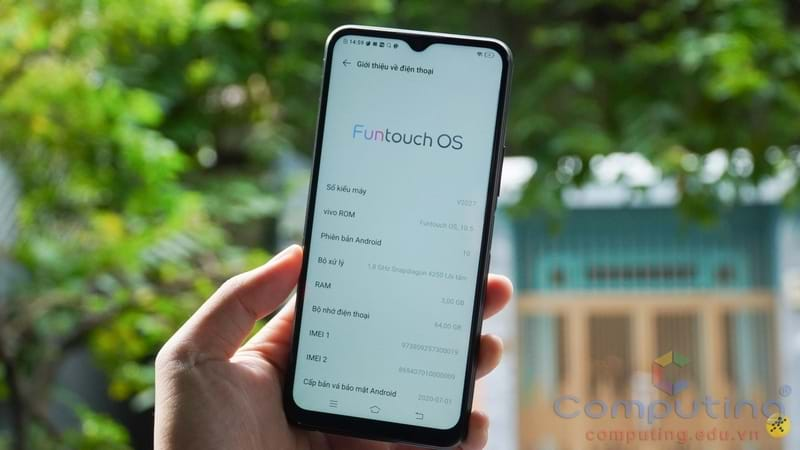 14:59
Giới thiệu về điện thoại
Funtouch OS
Số kiểu máy V2027
vivo ROM Funtouch OS_10.5
Phiên bản Android 10
Bộ xử lý 1,8 GHz Snapdragon 4250 Lõi tám
RAM 3,00 GB
Bộ nhớ điện thoại 64,00 GB
IMEI 1
IMEI 2
Cấp bản vá bảo mật Android 2020-07-01
Computing®
computing.edu.vn